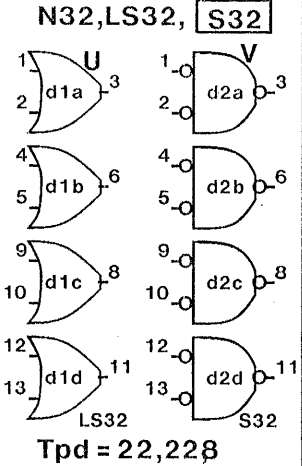 N32,LS32, S32
U V
1 d1a 3 1 d2a 3
2 2
4 d1b 6 4 d2b 6
5 5
9 d1c 8 9 d2c 8
10 10
12 d1d 11 12 d2d 11
13 13
LS32 S32
Tpd = 22,22,8